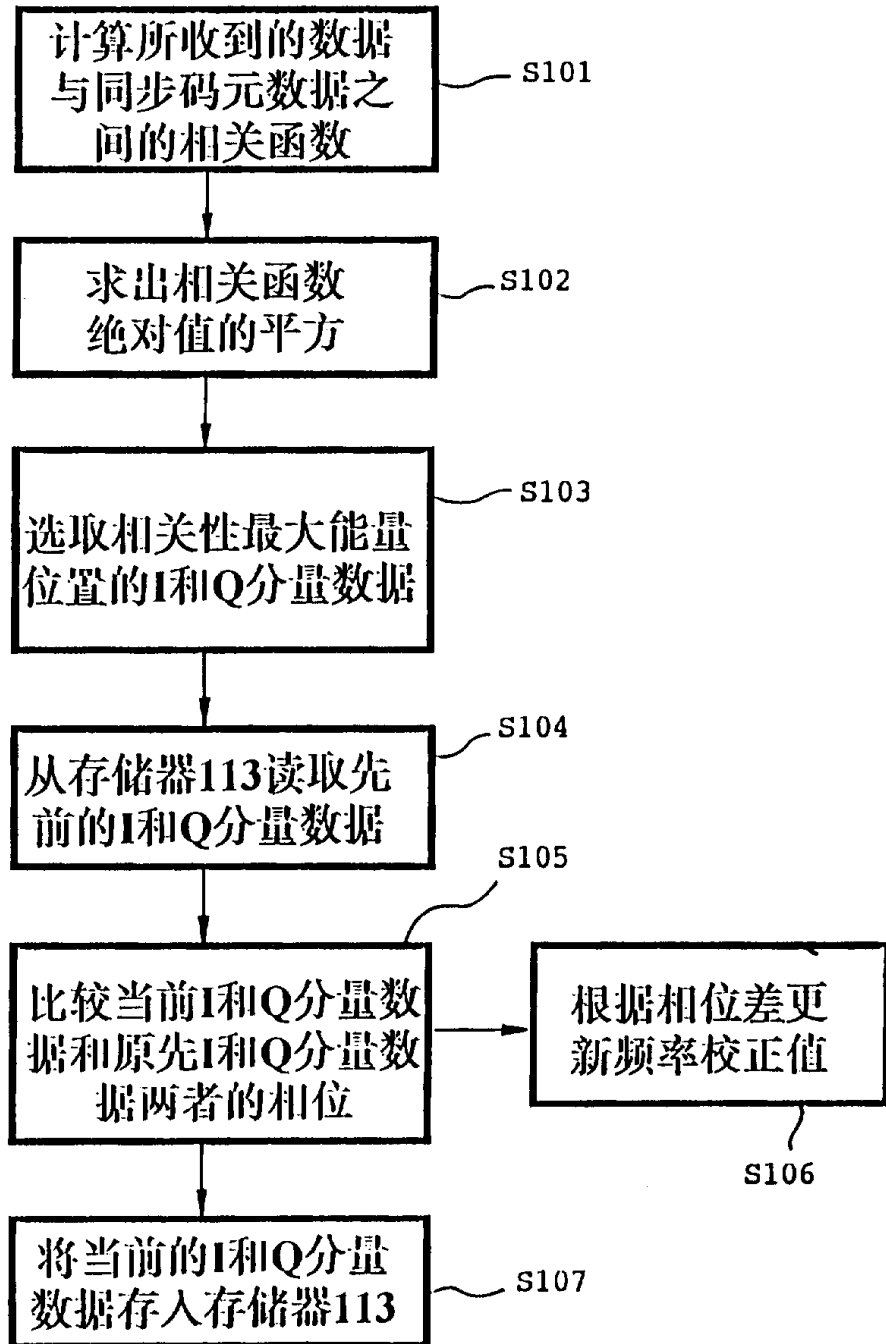 计算所收到的数据
与同步码元数据之
间的相关函数
S101
求出相关函数
绝对值的平方
S102
选取相关性最大能量
位置的I和Q分量数据
S103
从存储器113读取先
前的I和Q分量数据
S104
比较当前I和Q分量数
据和原先I和Q分量数
据两者的相位
S105
根据相位差更
新频率校正值
S106
将当前的I和Q分量
数据存入存储器113
S107